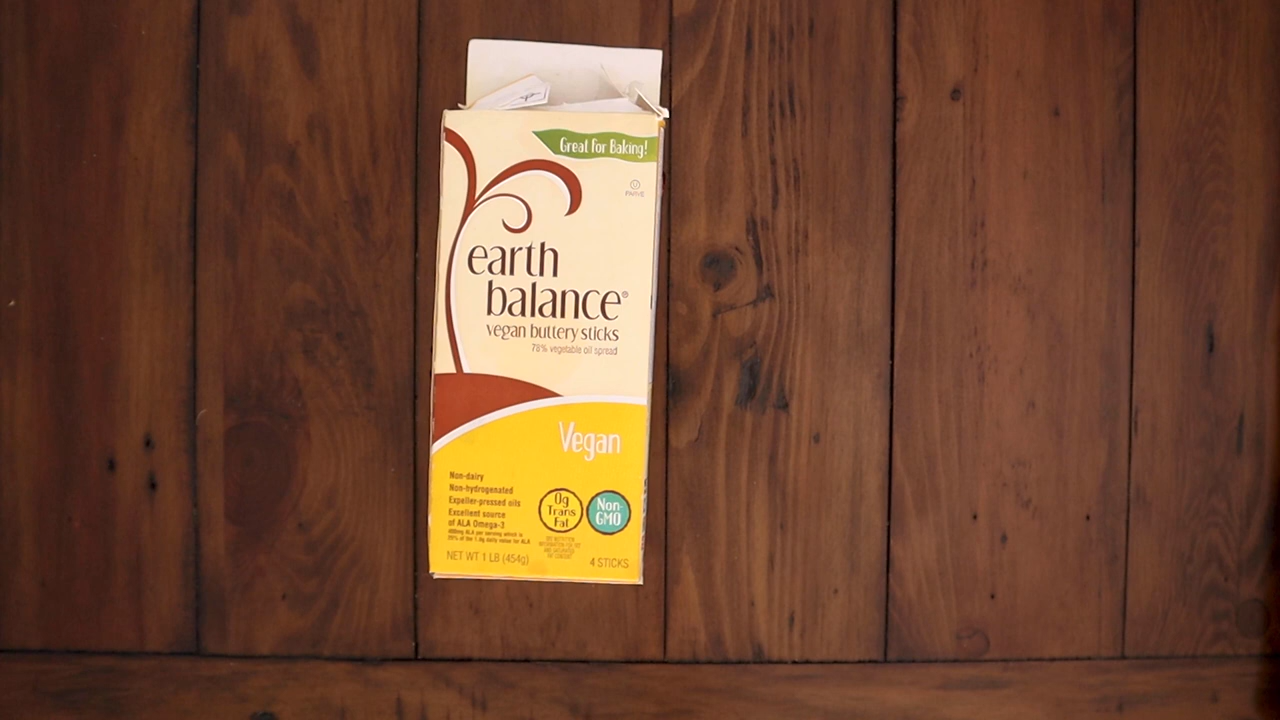 Great for Baking!
PARVE
earth
balance®
vegan buttery sticks
78% vegetable oil spread
Vegan
Non-dairy
Non-hydrogenated
Expeller-pressed oils
Excellent source
of ALA Omega-3
0g
Trans
Fat
Non-
GMO
NET WT 1 LB (454g)
4 STICKS